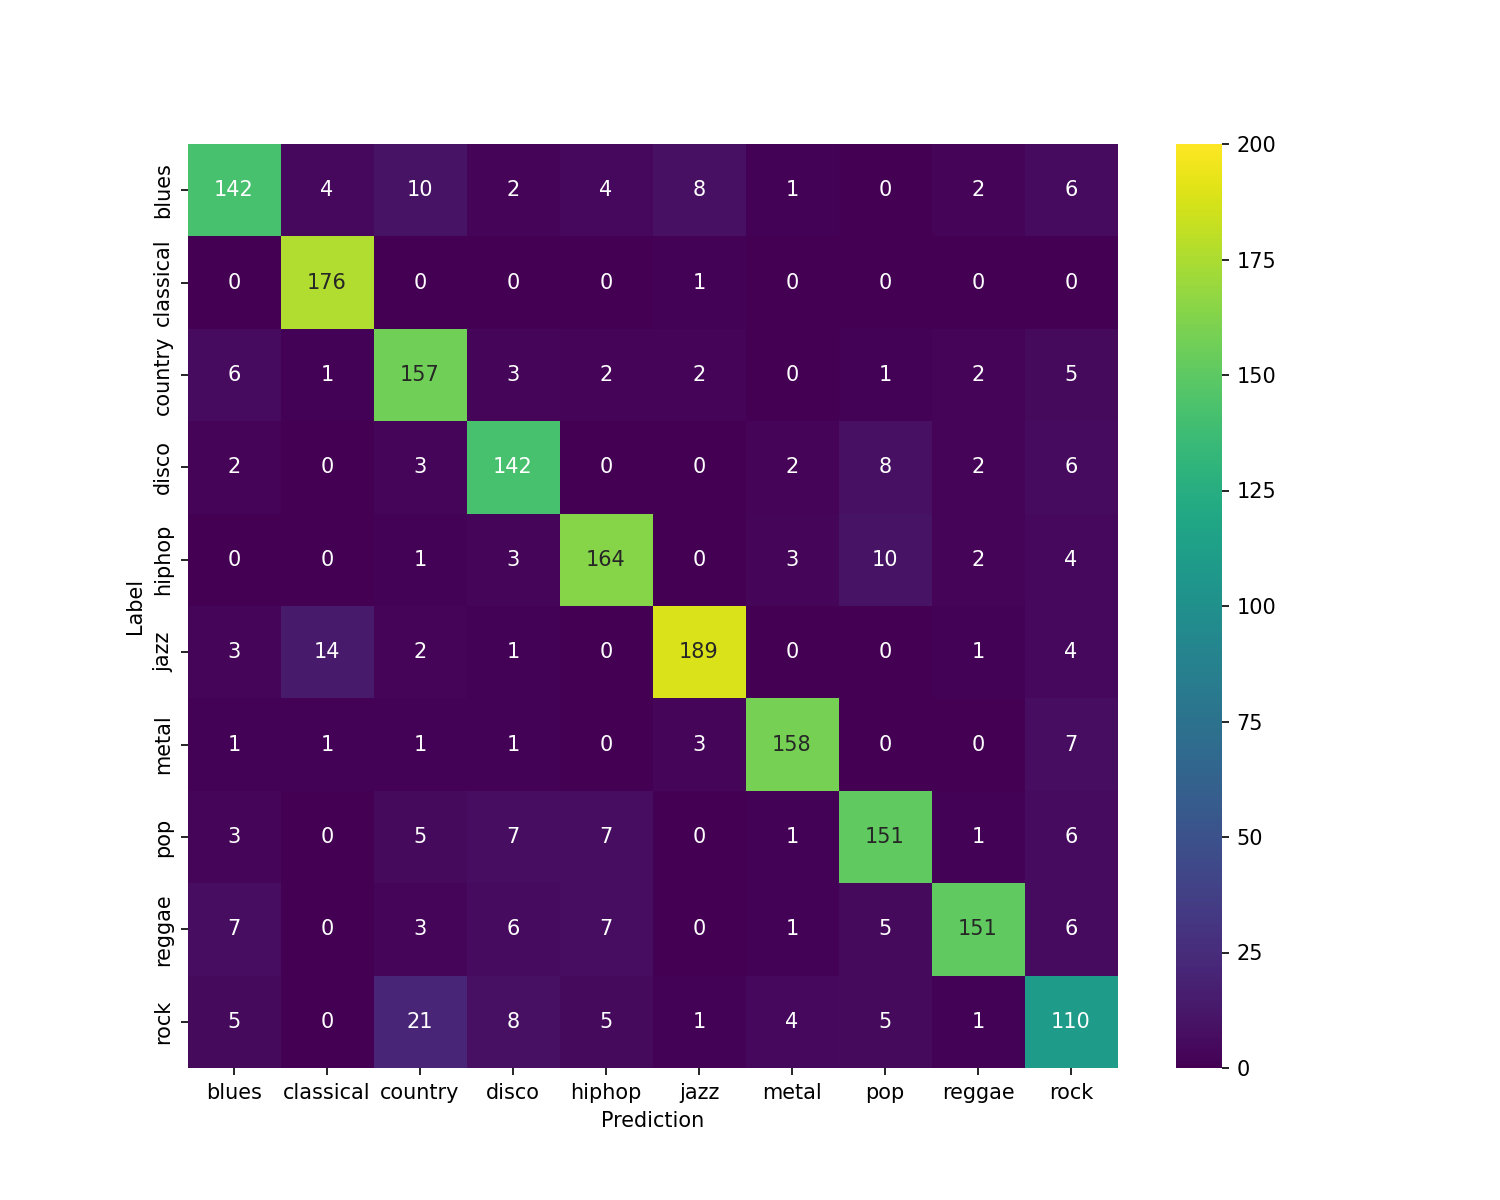 blues 142 4 10 2 4 8 1 0 2 6
classical 0 176 0 0 0 1 0 0 0 0
country 6 1 157 3 2 2 0 1 2 5
disco 2 0 3 142 0 0 2 8 2 6
hiphop 0 0 1 3 164 0 3 10 2 4
jazz 3 14 2 1 0 189 0 0 1 4
metal 1 1 1 1 0 3 158 0 0 7
pop 3 0 5 7 7 0 1 151 1 6
reggae 7 0 3 6 7 0 1 5 151 6
rock 5 0 21 8 5 1 4 5 1 110
Label
blues classical country disco hiphop jazz metal pop reggae rock
Prediction
200
175
150
125
100
75
50
25
0